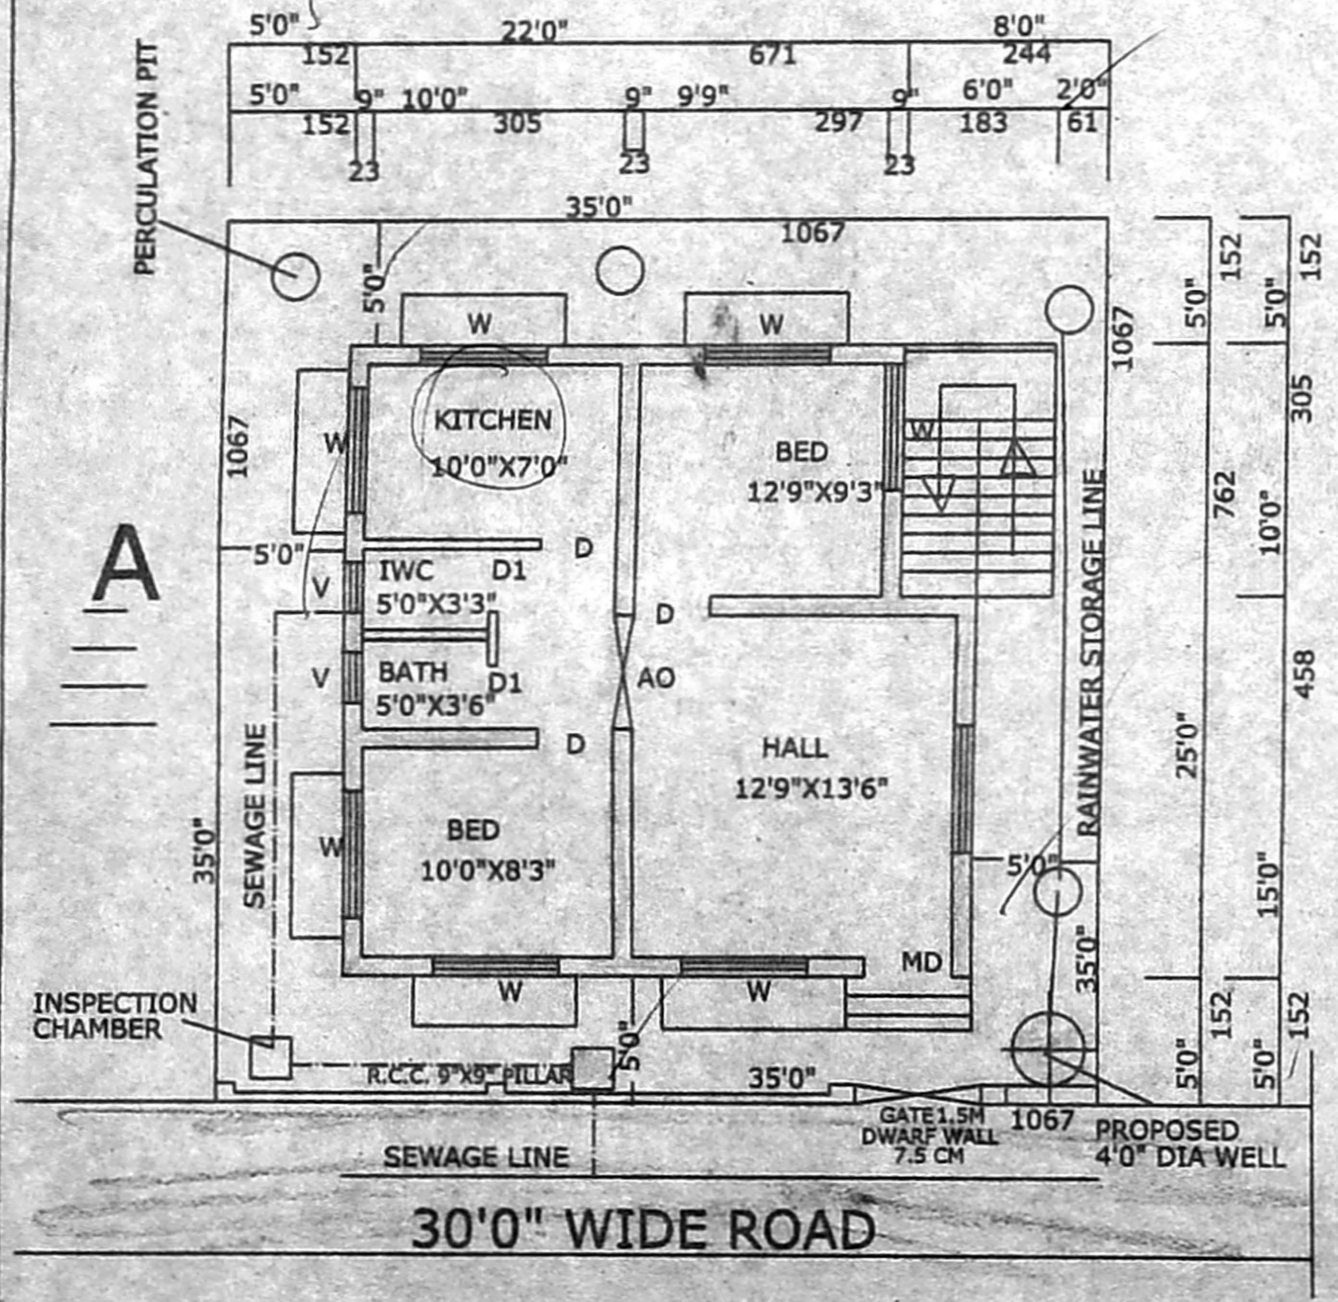 5'0" 22'0" 8'0"
152 671 244
5'0" 9" 10'0" 9" 9'9" 9" 6'0" 2'0"
152 305 297 183 61
23 23 23
PERCULATION PIT
35'0"
1067
5'0"
W W
1067
152 152
5'0" 5'0"
1067
W
KITCHEN
10'0"X7'0"
BED
12'9"X9'3"
W
305
762
10'0"
A
5'0"
D
V
IWC D1
5'0"X3'3"
D
V
BATH D1
5'0"X3'6"
AO
RAINWATER STORAGE LINE
458
D
HALL
12'9"X13'6"
25'0"
SEWAGE LINE
W
BED
10'0"X8'3"
35'0"
5'0"
15'0"
MD
35'0"
W W
INSPECTION
CHAMBER
152 152
5'0"
5'0" 5'0"
R.C.C. 9"X9" PILLAR
35'0"
GATE 1.5M
DWARF WALL
7.5 CM
1067
PROPOSED
4'0" DIA WELL
SEWAGE LINE
30'0" WIDE ROAD